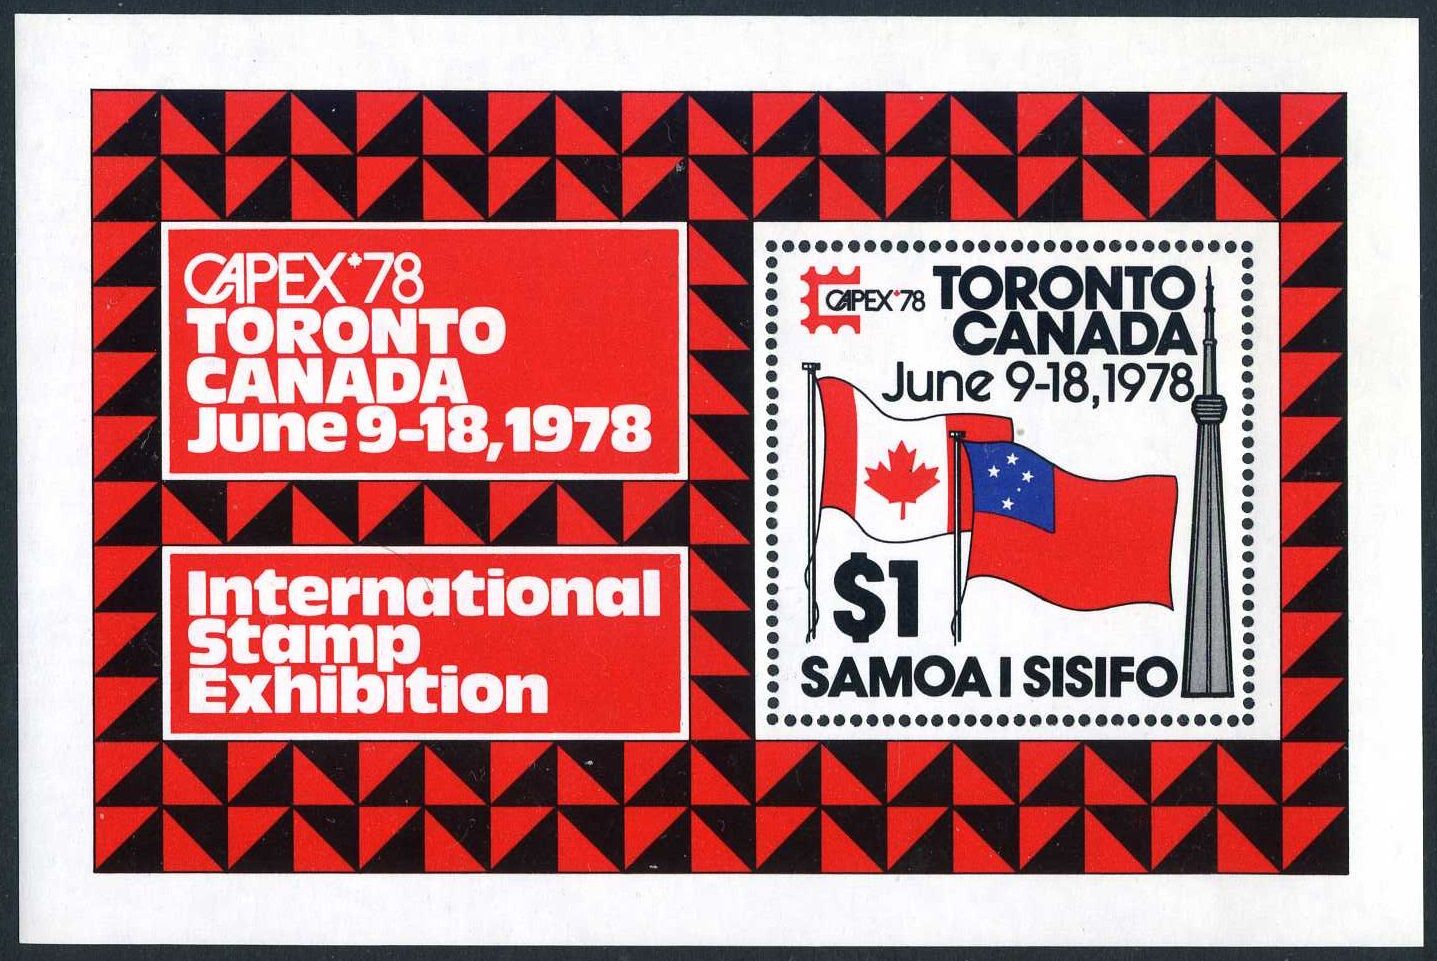 CAPEX '78
TORONTO
CANADA
June 9-18, 1978
International
Stamp
Exhibition
CAPEX '78
TORONTO
CANADA
June 9-18, 1978
$1
SAMOA I SISIFO